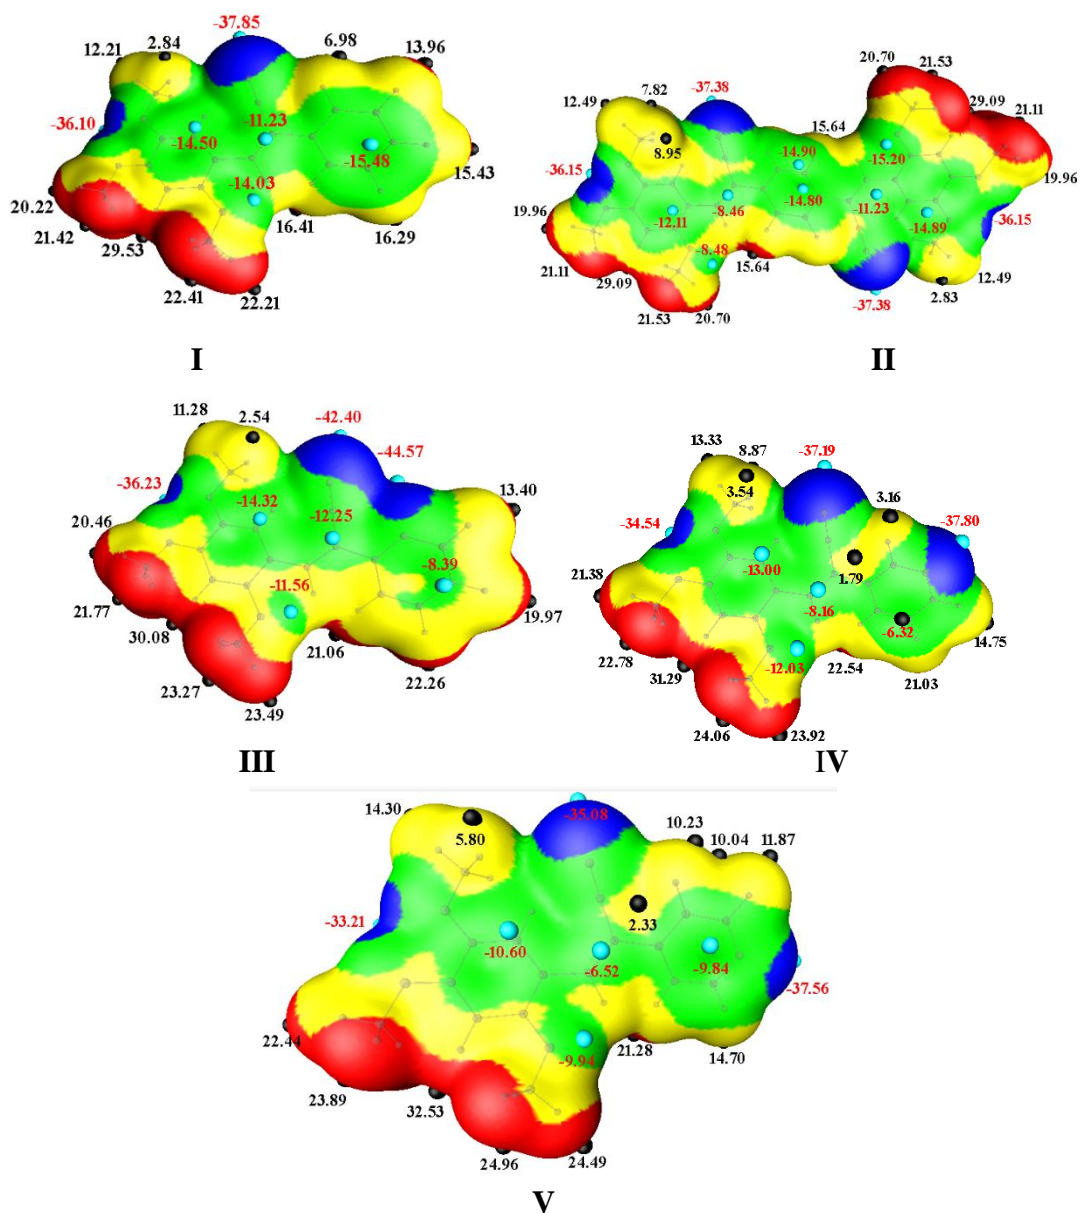 -37.85
12.21 2.84 6.98 13.96
-36.10 -11.23
-14.50 -15.48
-14.03 15.43
20.22 16.41 16.29
21.42 29.53
22.41 22.21
I
20.70 21.53
12.49 7.82 -37.38 29.09 21.11
8.95 15.64
-36.15 -14.90 -15.20 19.96
19.96 -12.11 -8.46 -14.80 -11.23 -14.89 -36.15
21.11 -8.48 15.64 12.49
29.09 -37.38 2.83
21.53 20.70
II
11.28 2.54 -42.40
-44.57
-36.23 -14.32 13.40
20.46 -12.25
-11.56 -8.39
21.77 19.97
30.08 21.06
23.27 22.26
23.49
III
13.33 8.87 -37.19
3.54 3.16
-34.54 -37.80
21.38 -13.00 1.79
-8.16 -6.32
22.78 -12.03 22.54 14.75
31.29 21.03
24.06 23.92
IV
14.30 -35.08
5.80 10.23 10.04 11.87
-33.21 2.33
-10.60 -6.52 -9.84
-37.56
22.44 -9.94 21.28 14.70
23.89 32.53
24.96 24.49
V